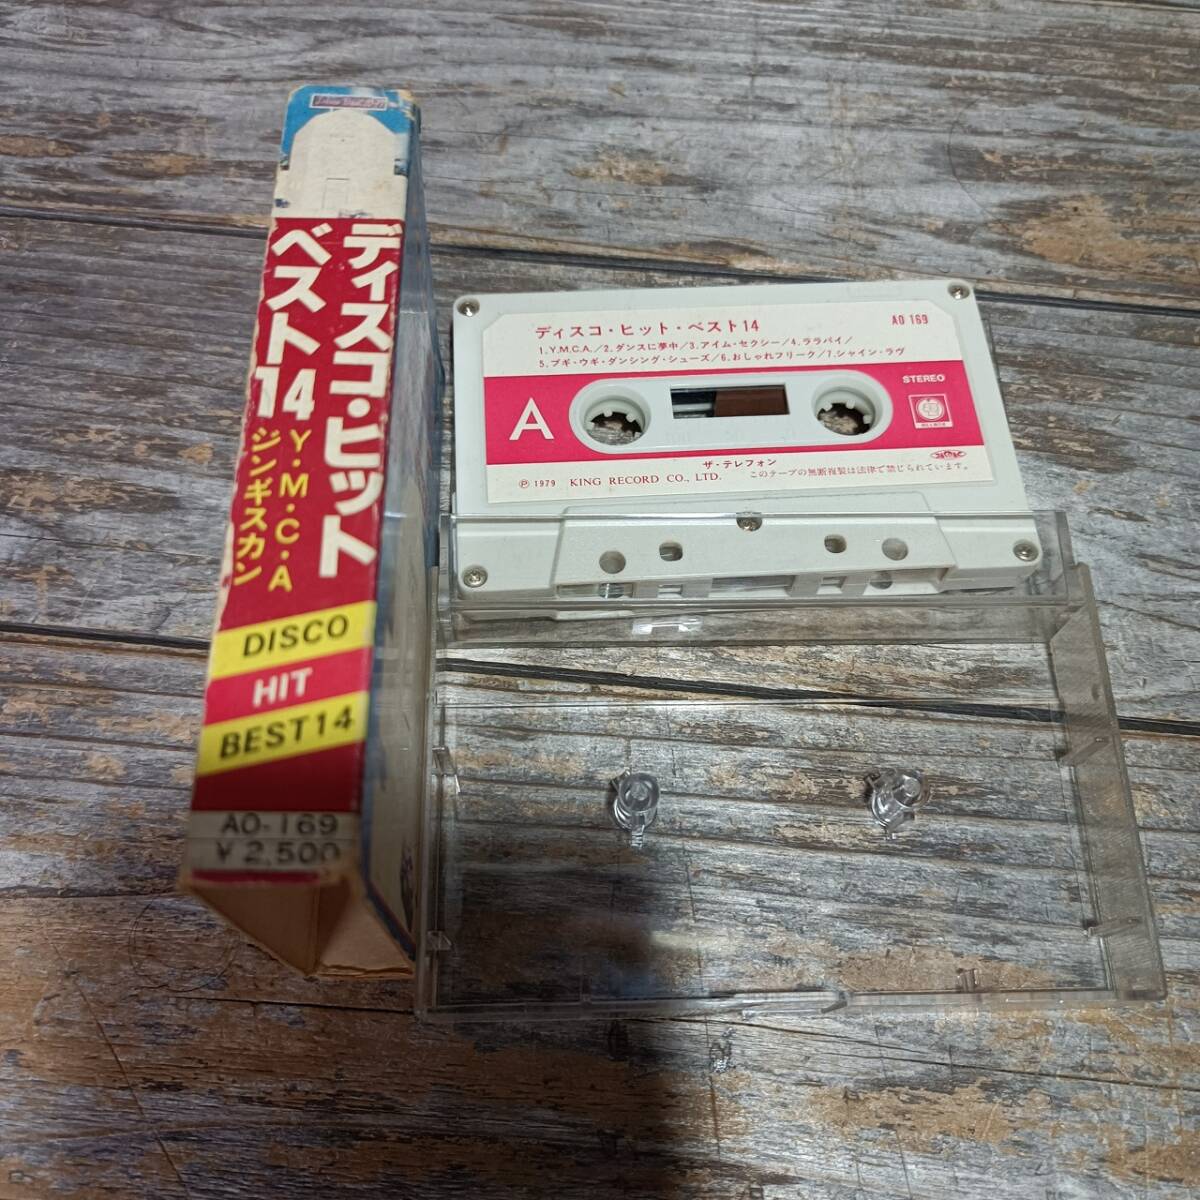 ディスコ・ヒット
ベスト14
Y・M・C・A
ジンギスカン
DISCO
HIT
BEST14
AO-169
¥2,500
ディスコ・ヒット・ベスト14
AO 169
1.Y.M.C.A./2.ダンスに夢中/3.アイム・セクシー/4.ララバイ/
5.ブギ・ウギ・ダンシング・シューズ/6.おしゃれフリーク/7.シャイン・ラヴ
STEREO
A
ザ・テレフォン
Ⓟ 1979 KING RECORD CO., LTD. このテープの無断複製は法律で禁じられています。